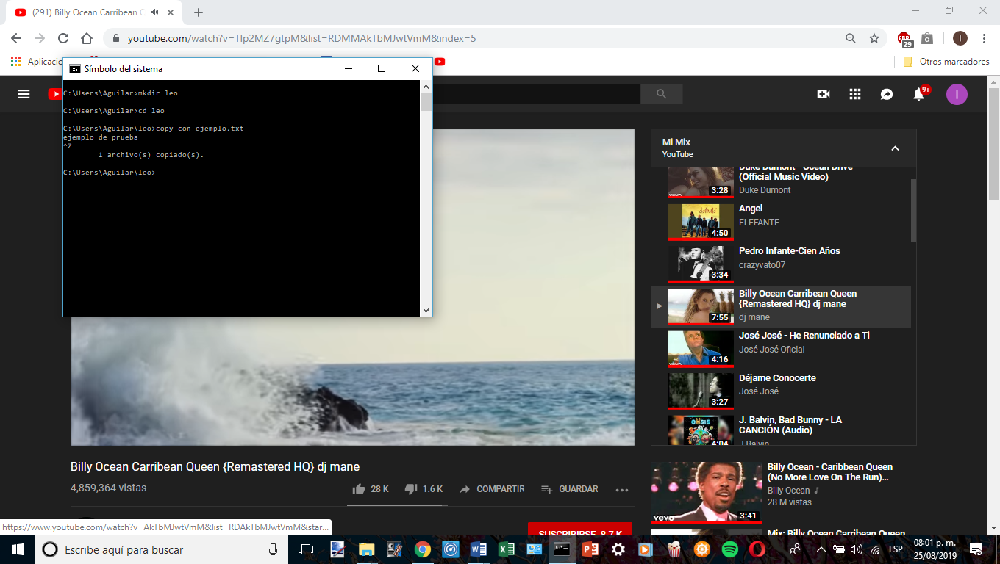 (291) Billy Ocean Carribean
youtube.com/watch?v=TIp2MZ7gtpM&list=RDMMAkTbMJwtVmM&index=5
ABP
29
a
I
Aplicacio
Otros marcadores
Símbolo del sistema
C:\Users\Aguilar>mkdir leo
C:\Users\Aguilar>cd leo
C:\Users\Aguilar\leo>copy con ejemplo.txt
ejemplo de prueba
^Z
1 archivo(s) copiado(s).
C:\Users\Aguilar\leo>
9+
I
Mi Mix
YouTube
Duke Dumont - Ocean Drive
(Official Music Video)
Duke Dumont
vevo
3:28
Angel
ELEFANTE
elefante
4:50
Pedro Infante-Cien Años
crazyvato07
3:34
Billy Ocean Carribean Queen
{Remastered HQ} dj mane
dj mane
7:55
José José - He Renunciado a Ti
José José Oficial
vevo
4:16
Déjame Conocerte
José José
3:27
J. Balvin, Bad Bunny - LA
CANCIÓN (Audio)
J Balvin
OASIS
4:04
Billy Ocean Carribean Queen {Remastered HQ} dj mane
4,859,364 vistas
28 K
1.6 K
COMPARTIR
GUARDAR
Billy Ocean - Caribbean Queen
(No More Love On The Run)...
Billy Ocean
28 M vistas
vevo
3:41
Mix: Billy Ocean Caribbean Queen
SUSCRIBIRSE 8.7 K
https://www.youtube.com/watch?v=AkTbMJwtVmM&list=RDAkTbMJwtVmM&star...
Escribe aquí para buscar
ESP
08:01 p. m.
25/08/2019